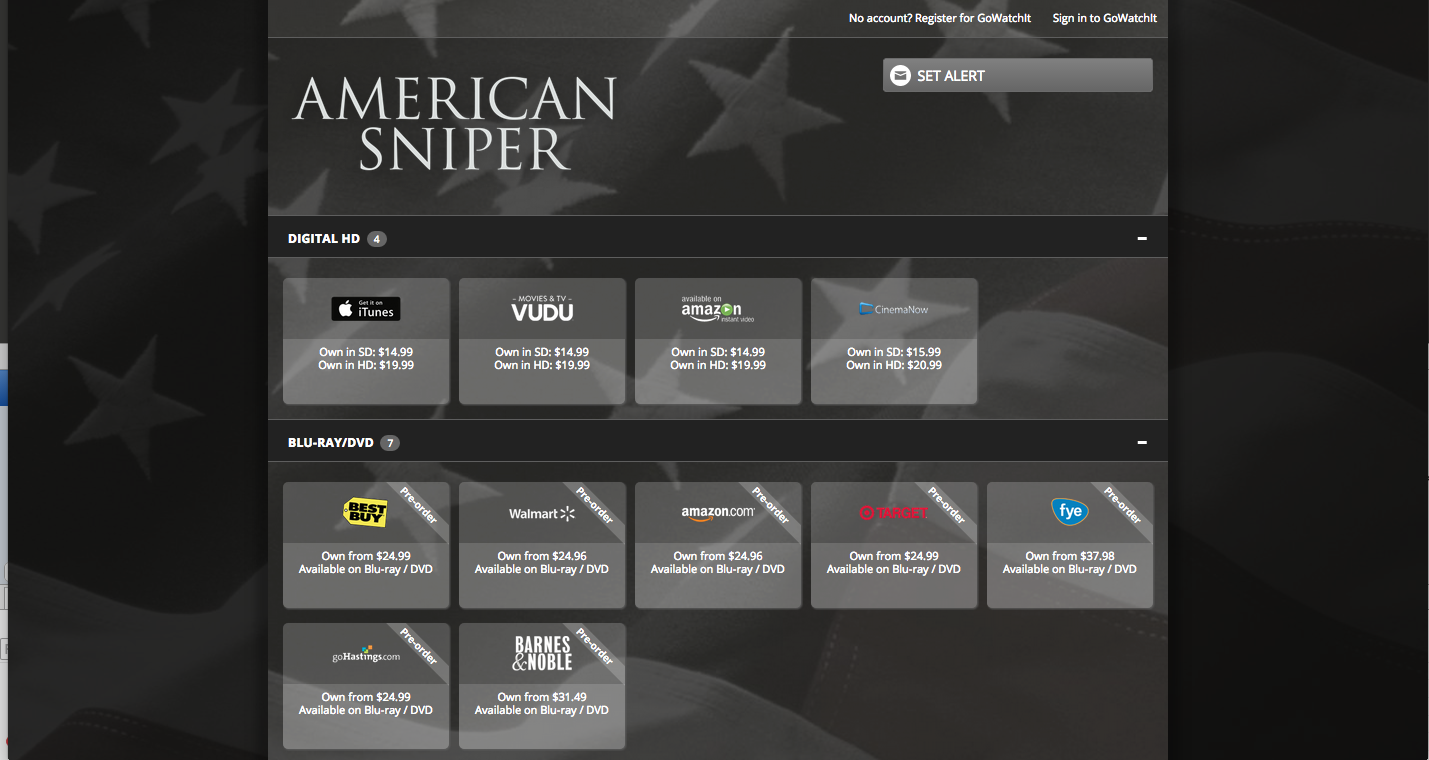 No account? Register for GoWatchIt Sign in to GoWatchIt
AMERICAN
SNIPER
SET ALERT
DIGITAL HD 4
Get it on
iTunes
Own in SD: $14.99
Own in HD: $19.99
– MOVIES & TV –
VUDU
Own in SD: $14.99
Own in HD: $19.99
available on
amazon
instant video
Own in SD: $14.99
Own in HD: $19.99
CinemaNow
Own in SD: $15.99
Own in HD: $20.99
BLU-RAY/DVD 7
BEST
BUY
Pre-order
Own from $24.99
Available on Blu-ray / DVD
Walmart
Pre-order
Own from $24.96
Available on Blu-ray / DVD
amazon.com
Pre-order
Own from $24.96
Available on Blu-ray / DVD
TARGET
Pre-order
Own from $24.99
Available on Blu-ray / DVD
fye
Pre-order
Own from $37.98
Available on Blu-ray / DVD
goHastings.com
Pre-order
Own from $24.99
Available on Blu-ray / DVD
BARNES
&NOBLE
Pre-order
Own from $31.49
Available on Blu-ray / DVD